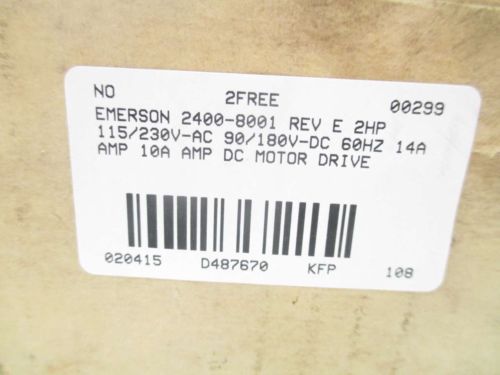 NO 2FREE 00299
EMERSON 2400-8001 REV E 2HP
115/230V-AC 90/180V-DC 60HZ 14A
AMP 10A AMP DC MOTOR DRIVE
020415 D487670 KFP 108